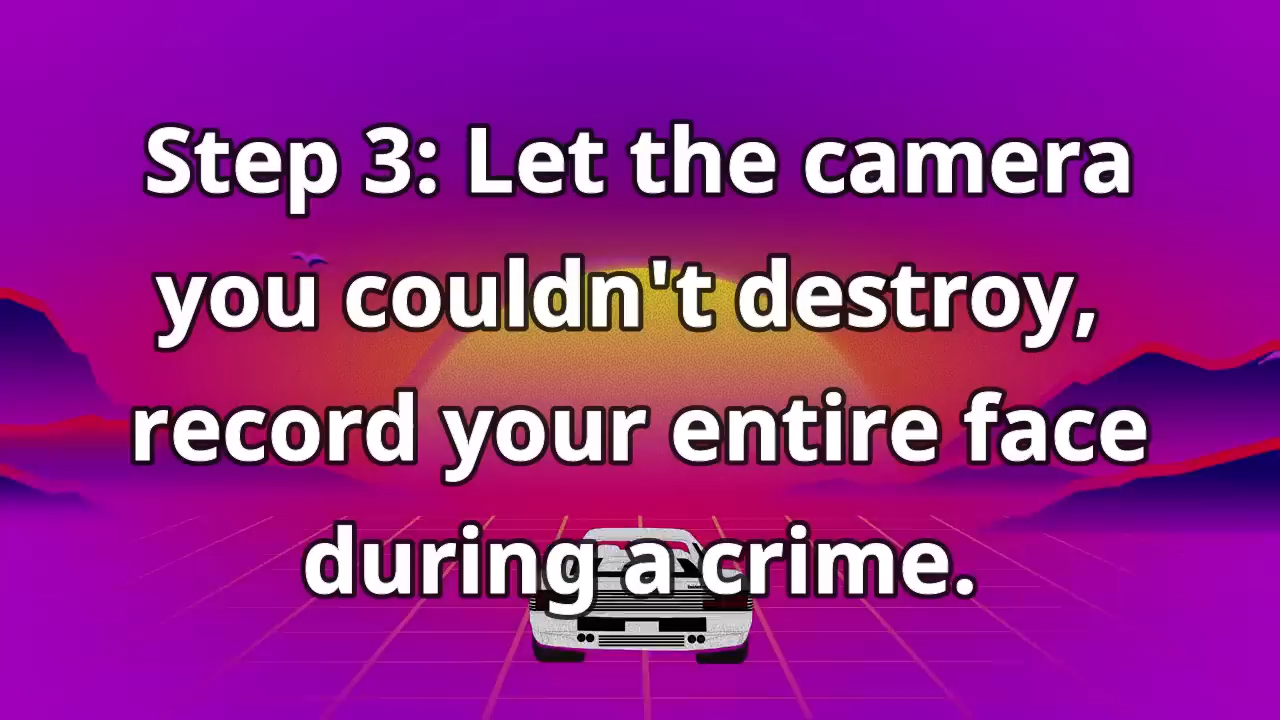 Step 3: Let the camera
you couldn't destroy,
record your entire face
during a crime.